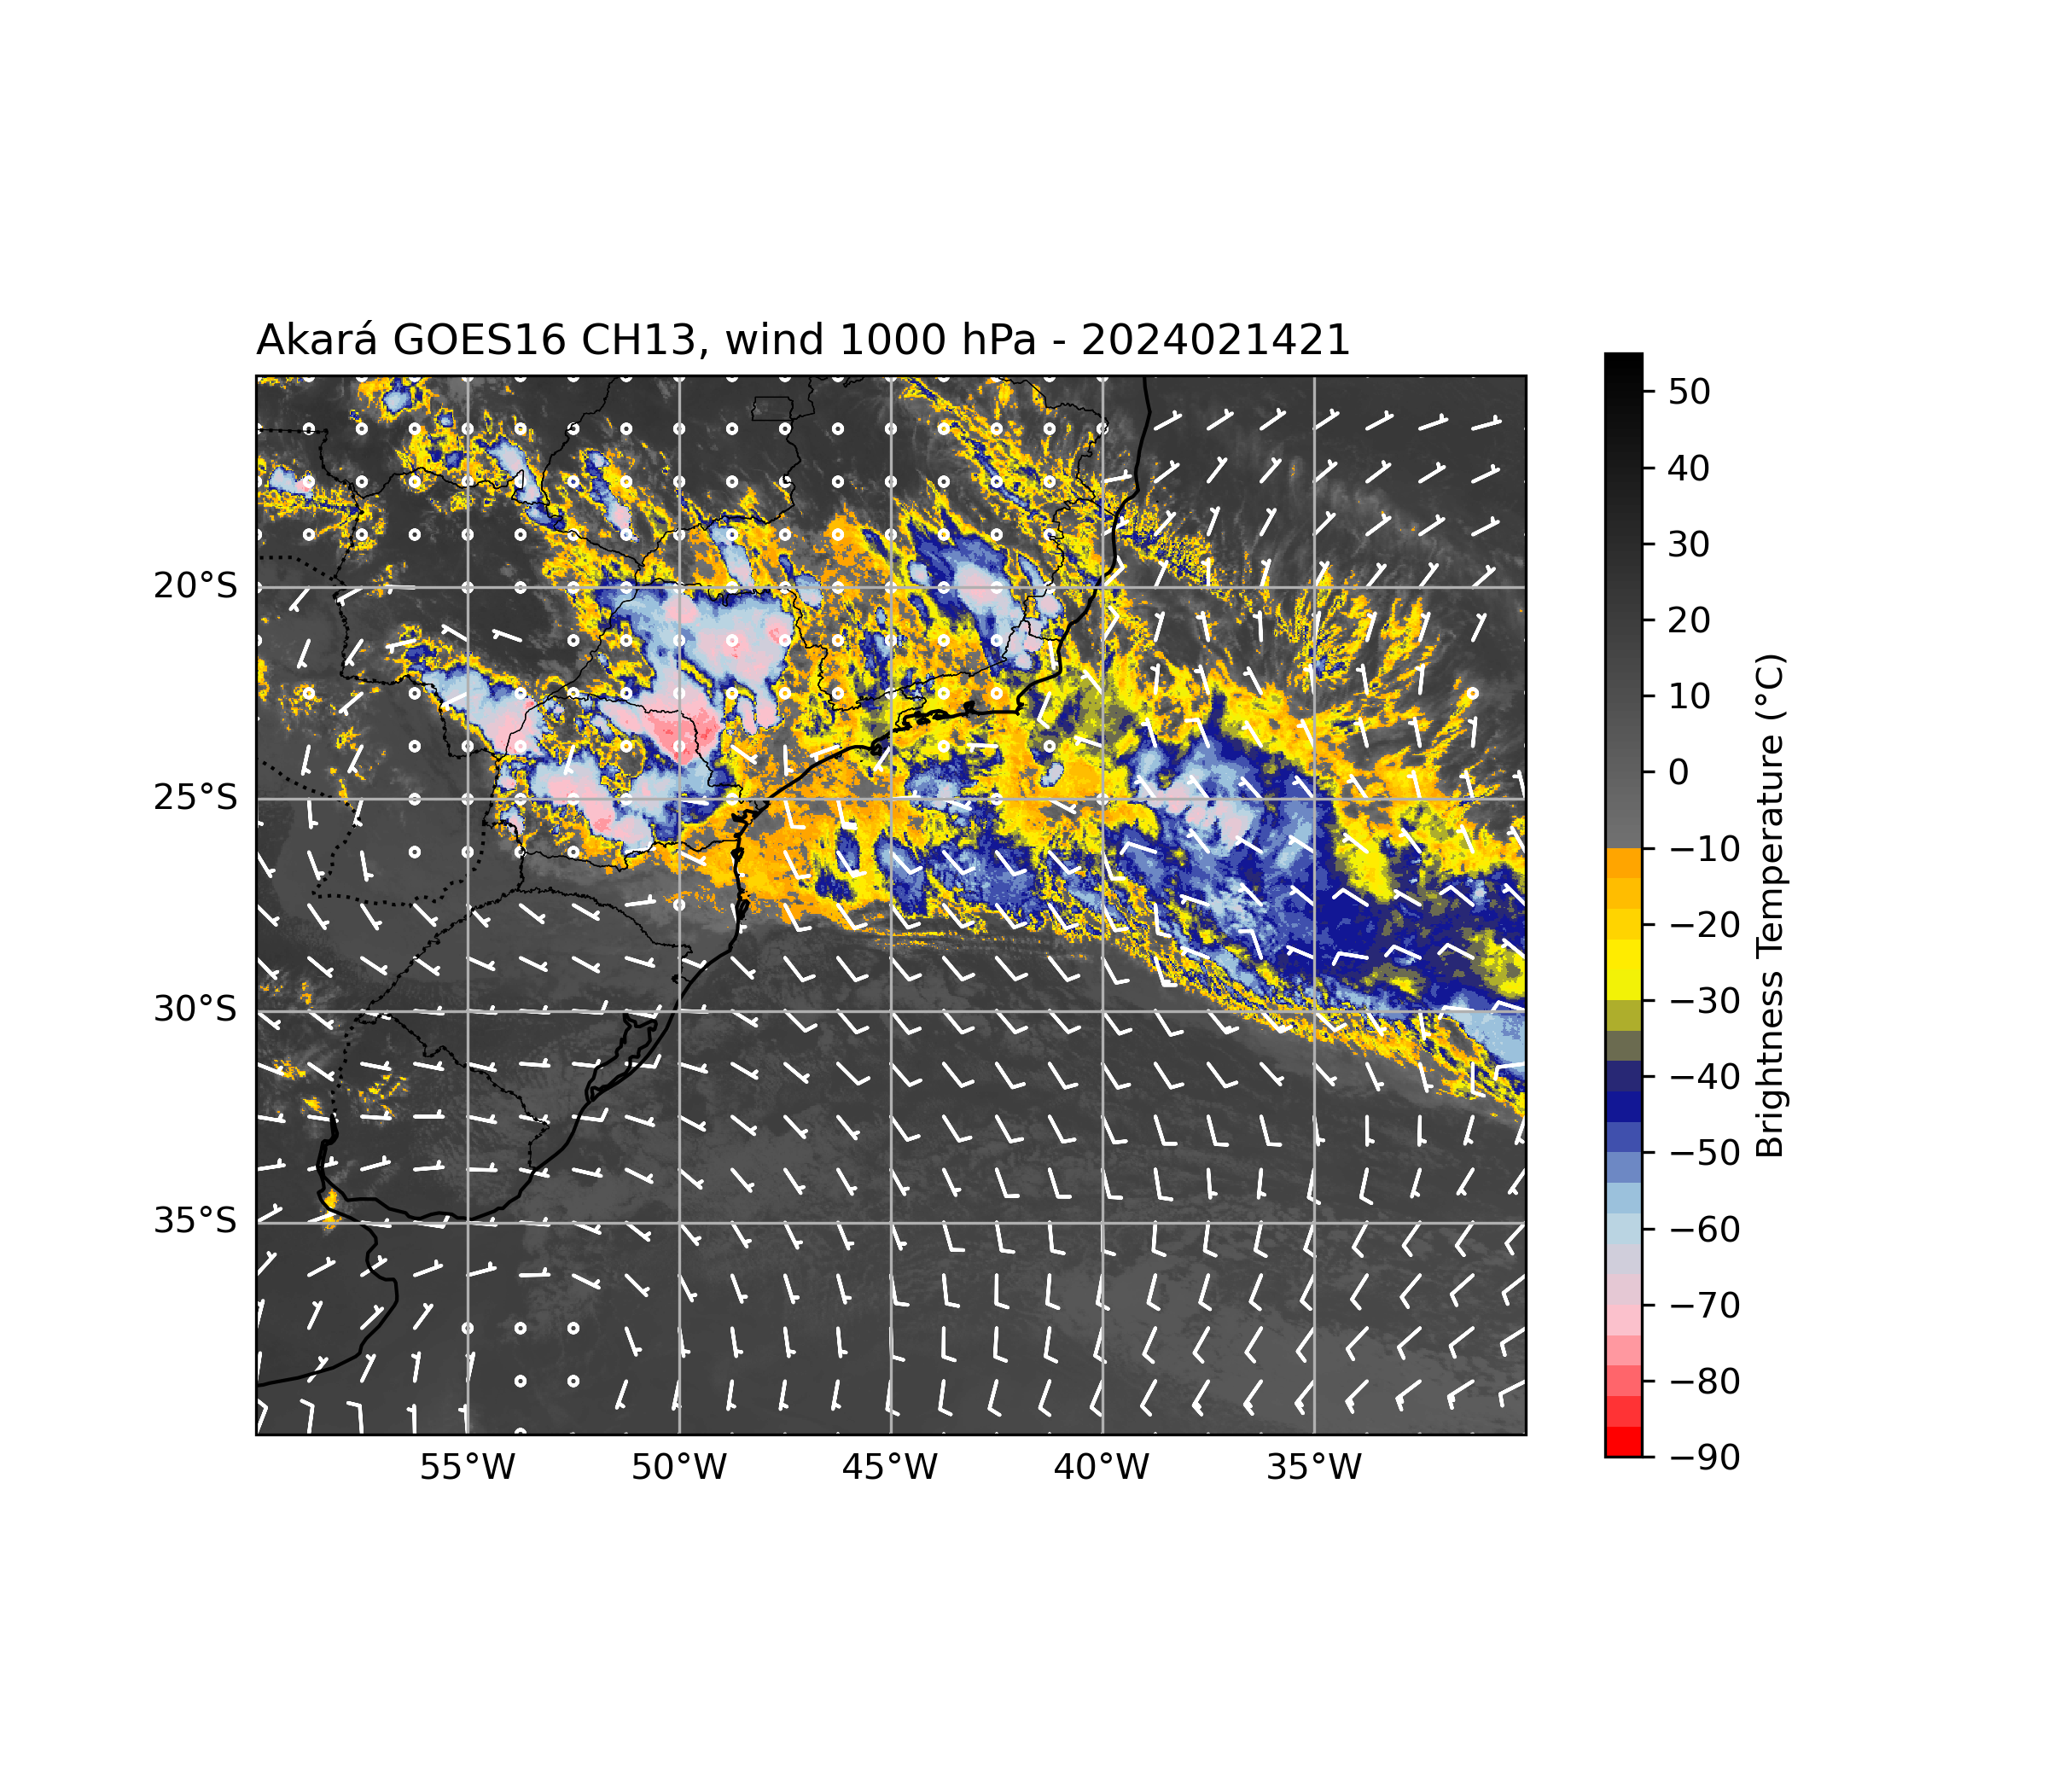 Akará GOES16 CH13, wind 1000 hPa - 2024021421
20°S
25°S
30°S
35°S
55°W
50°W
45°W
40°W
35°W
50
40
30
20
10
0
−10
−20
−30
−40
−50
−60
−70
−80
−90
Brightness Temperature (°C)